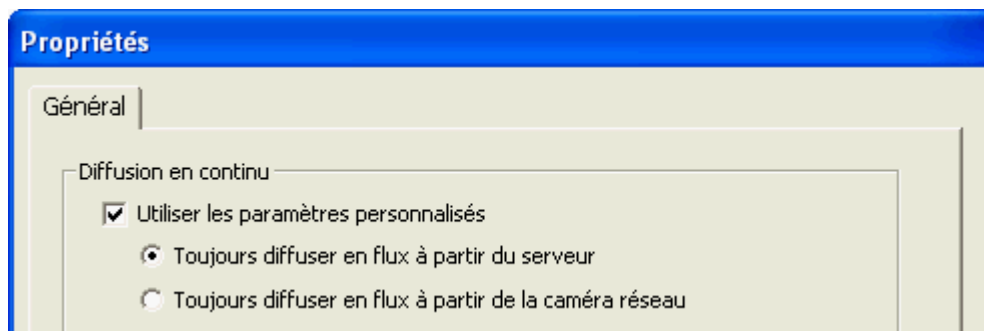 Propriétés
Général
Diffusion en continu
Utiliser les paramètres personnalisés
Toujours diffuser en flux à partir du serveur
Toujours diffuser en flux à partir de la caméra réseau